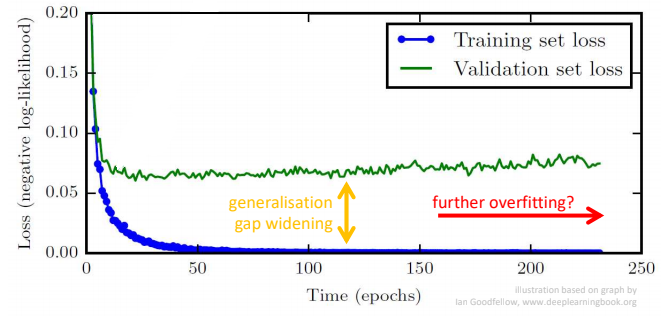 0.20
0.15
0.10
0.05
0.00
Loss (negative log-likelihood)
Training set loss
Validation set loss
generalisation
gap widening
further overfitting?
0
50
100
150
200
250
Time (epochs)
illustration based on graph by
Ian Goodfellow, www.deeplearningbook.org